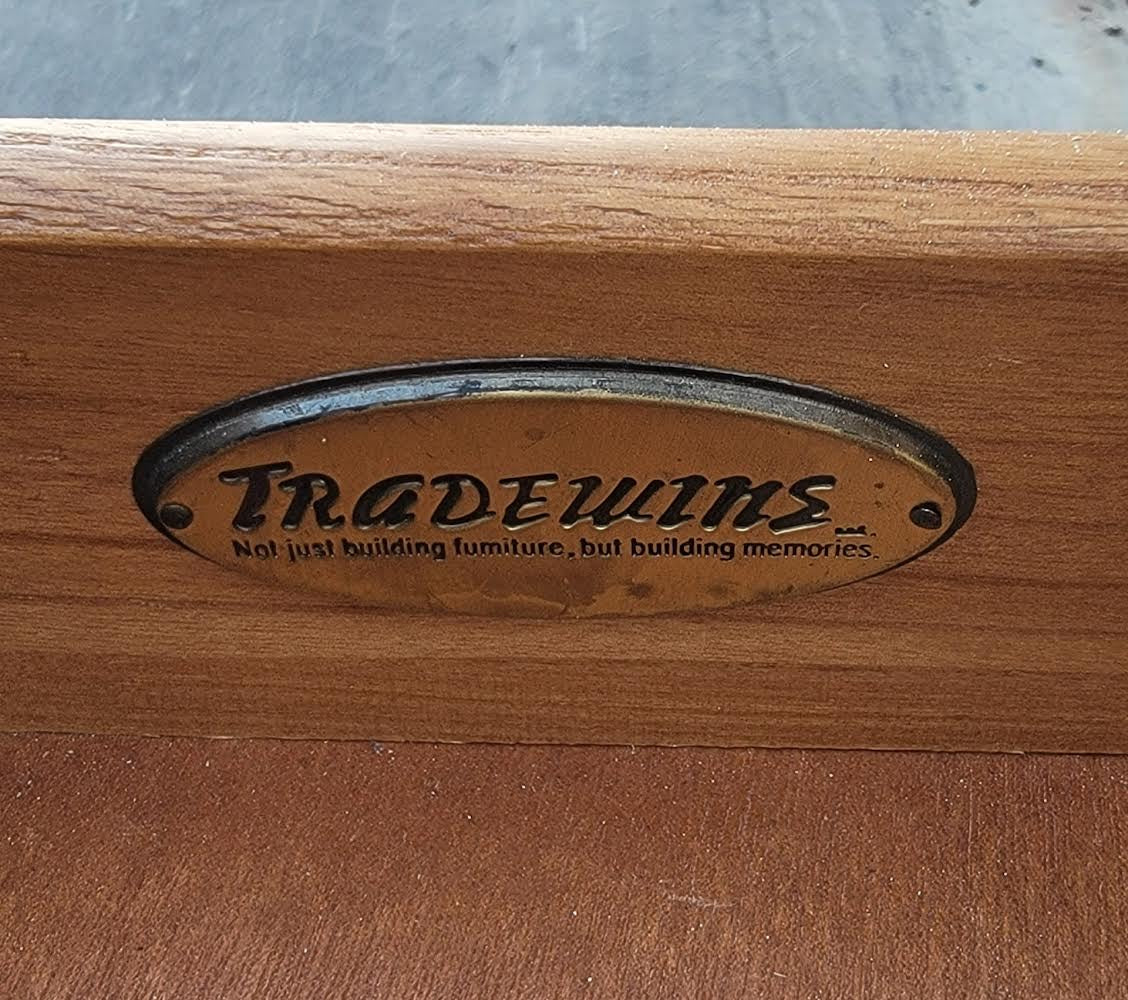 TRADEWINS
Not just building furniture, but building memories.